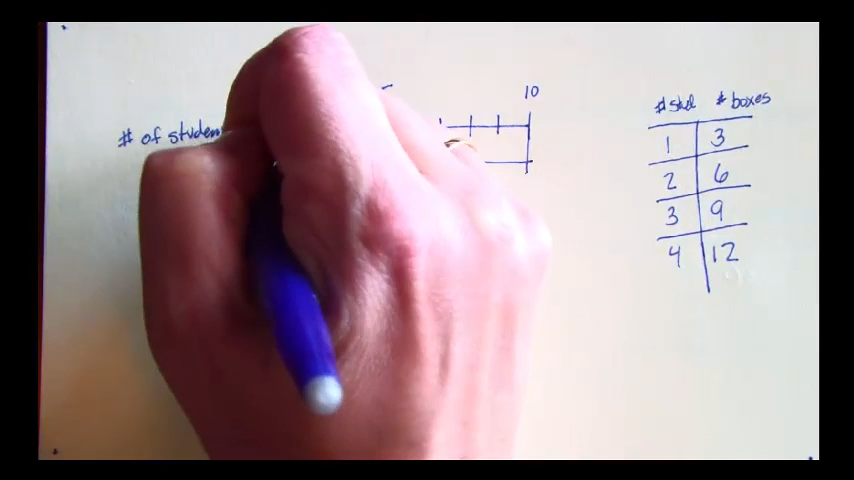 10
# of studen
# stud # boxes
1 3
2 6
3 9
4 12